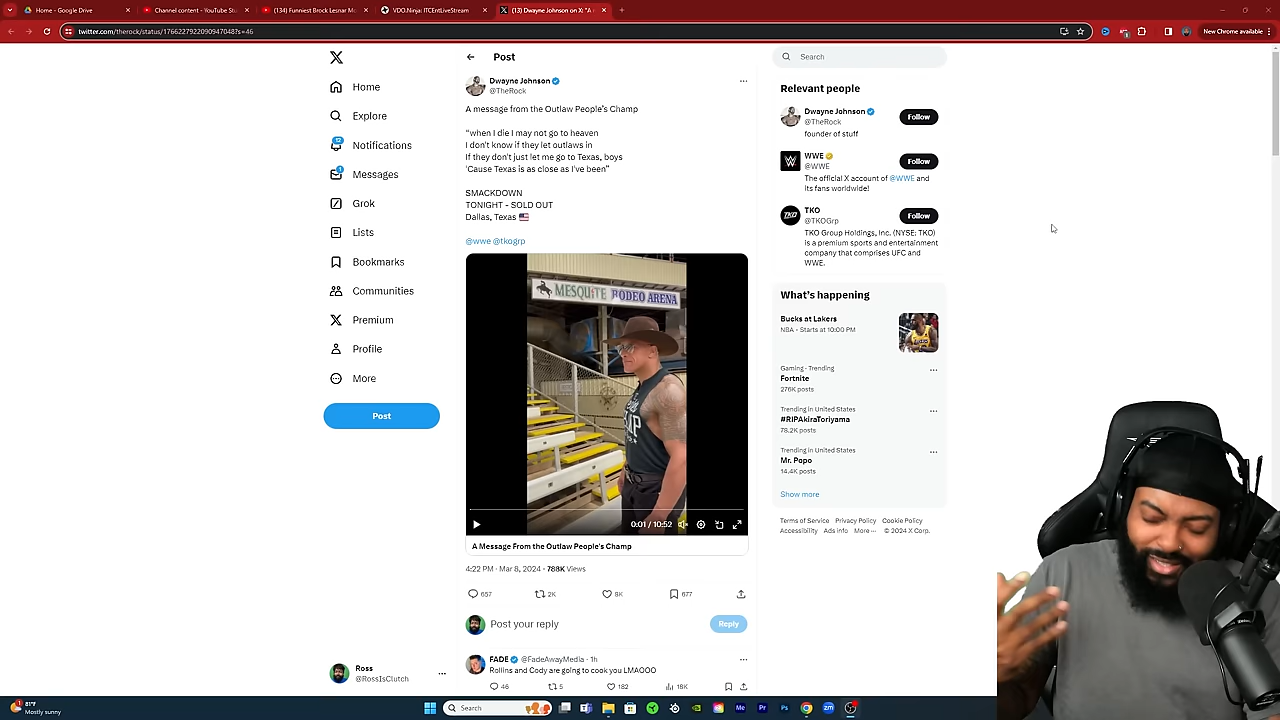 Home - Google Drive
Channel content - YouTube Stu
(134) Funniest Brock Lesnar Mo
VDO.Ninja: ITCEntLiveStream
(13) Dwayne Johnson on X: "A
twitter.com/therock/status/1766227922090947048?s=46
New Chrome available
Post
Search
Home
Explore
12
Notifications
1
Messages
Grok
Lists
Bookmarks
Communities
Premium
Profile
More
Post
Ross
@RossIsClutch
Dwayne Johnson
@TheRock
A message from the Outlaw People's Champ
"when I die I may not go to heaven
I don't know if they let outlaws in
If they don't just let me go to Texas, boys
'Cause Texas is as close as I've been"
SMACKDOWN
TONIGHT - SOLD OUT
Dallas, Texas
@wwe @tkogrp
MESQUITE RODEO ARENA
0:01 / 10:52
A Message From the Outlaw People's Champ
4:22 PM · Mar 8, 2024 · 788K Views
657
2K
8K
677
Post your reply
Reply
FADE @FadeAwayMedia · 1h
Rollins and Cody are going to cook you LMAOOO
46
5
182
18K
Relevant people
Dwayne Johnson
@TheRock
Follow
founder of stuff
WWE
@WWE
Follow
The official X account of @WWE and
its fans worldwide!
TKO
TKO
@TKOGrp
Follow
TKO Group Holdings, Inc. (NYSE: TKO)
is a premium sports and entertainment
company that comprises UFC and
WWE.
What's happening
Bucks at Lakers
NBA · Starts at 10:00 PM
Gaming · Trending
Fortnite
276K posts
Trending in United States
#RIPAkiraToriyama
78.2K posts
Trending in United States
Mr. Popo
14.4K posts
Show more
Terms of Service Privacy Policy Cookie Policy
Accessibility Ads info More ··· © 2024 X Corp.
81°F
Mostly sunny
Search